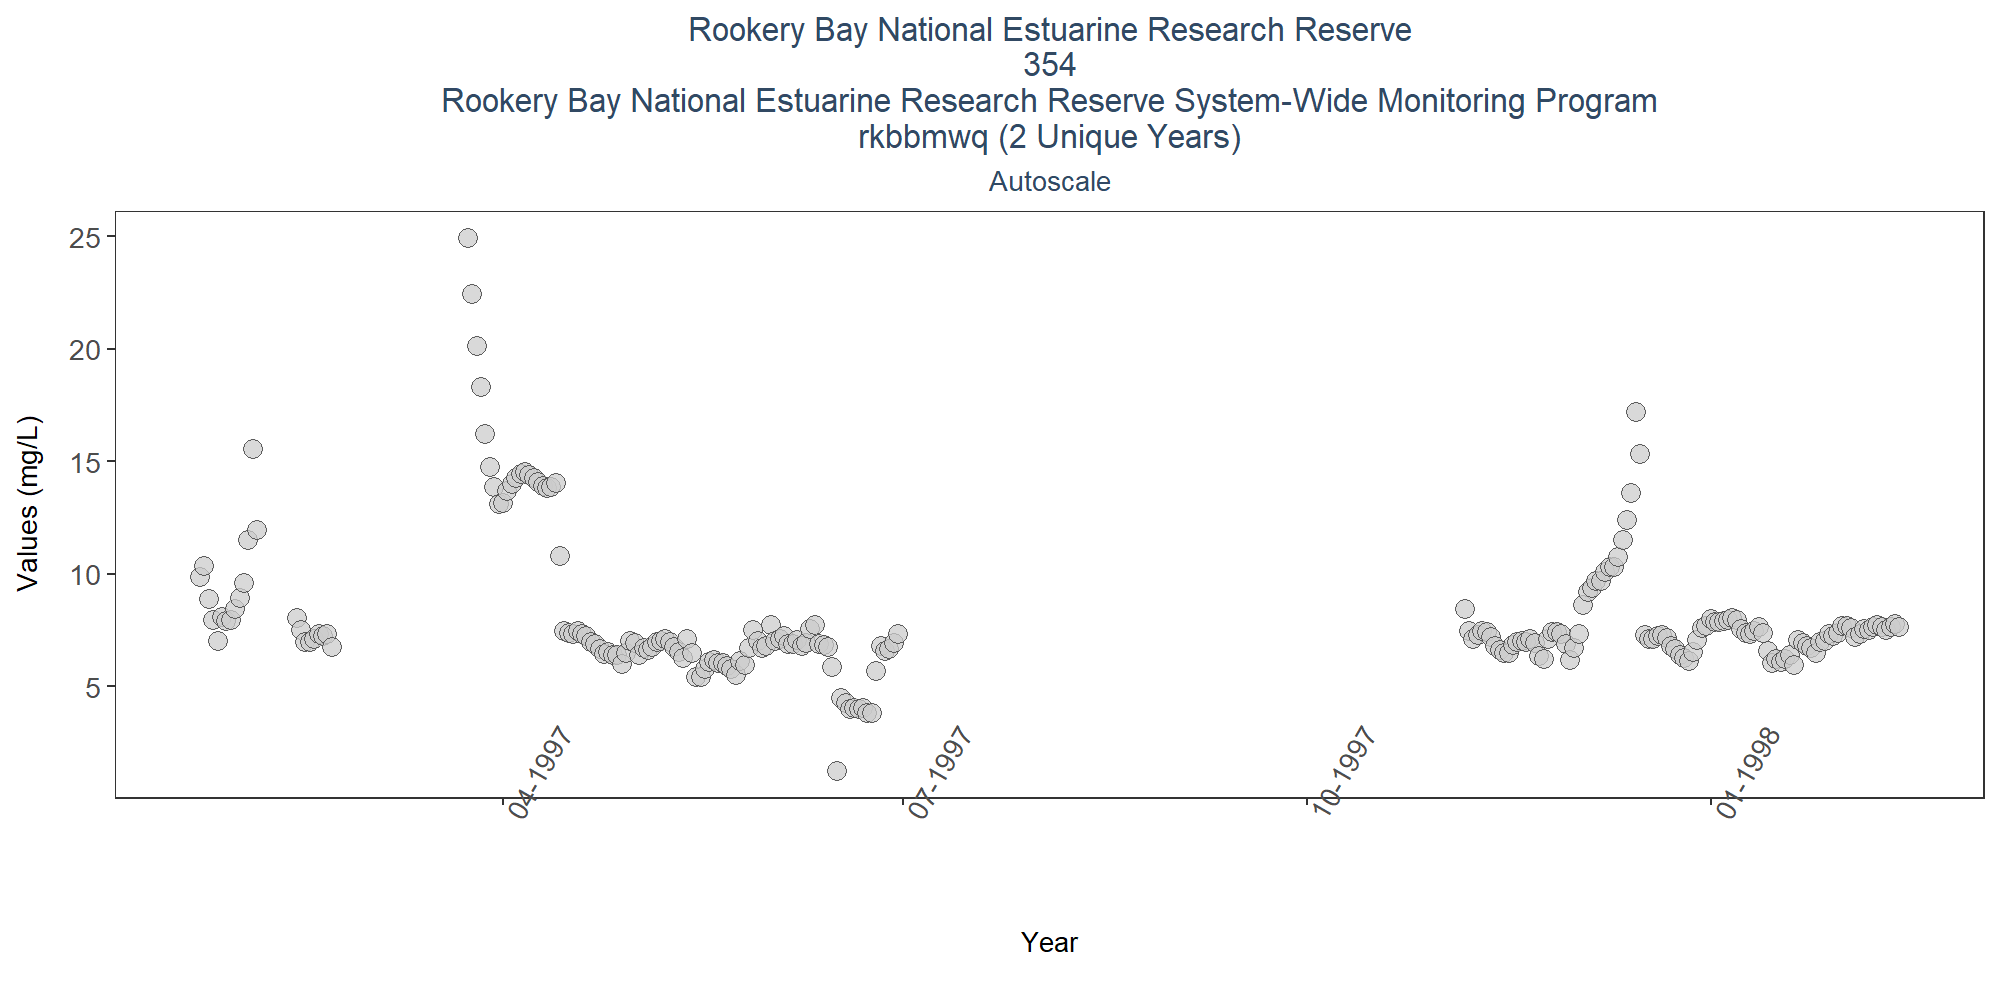 Rookery Bay National Estuarine Research Reserve
354
Rookery Bay National Estuarine Research Reserve System-Wide Monitoring Program
rkbbmwq (2 Unique Years)
Autoscale
Values (mg/L)
25
20
15
10
5
04-1997
07-1997
10-1997
01-1998
Year